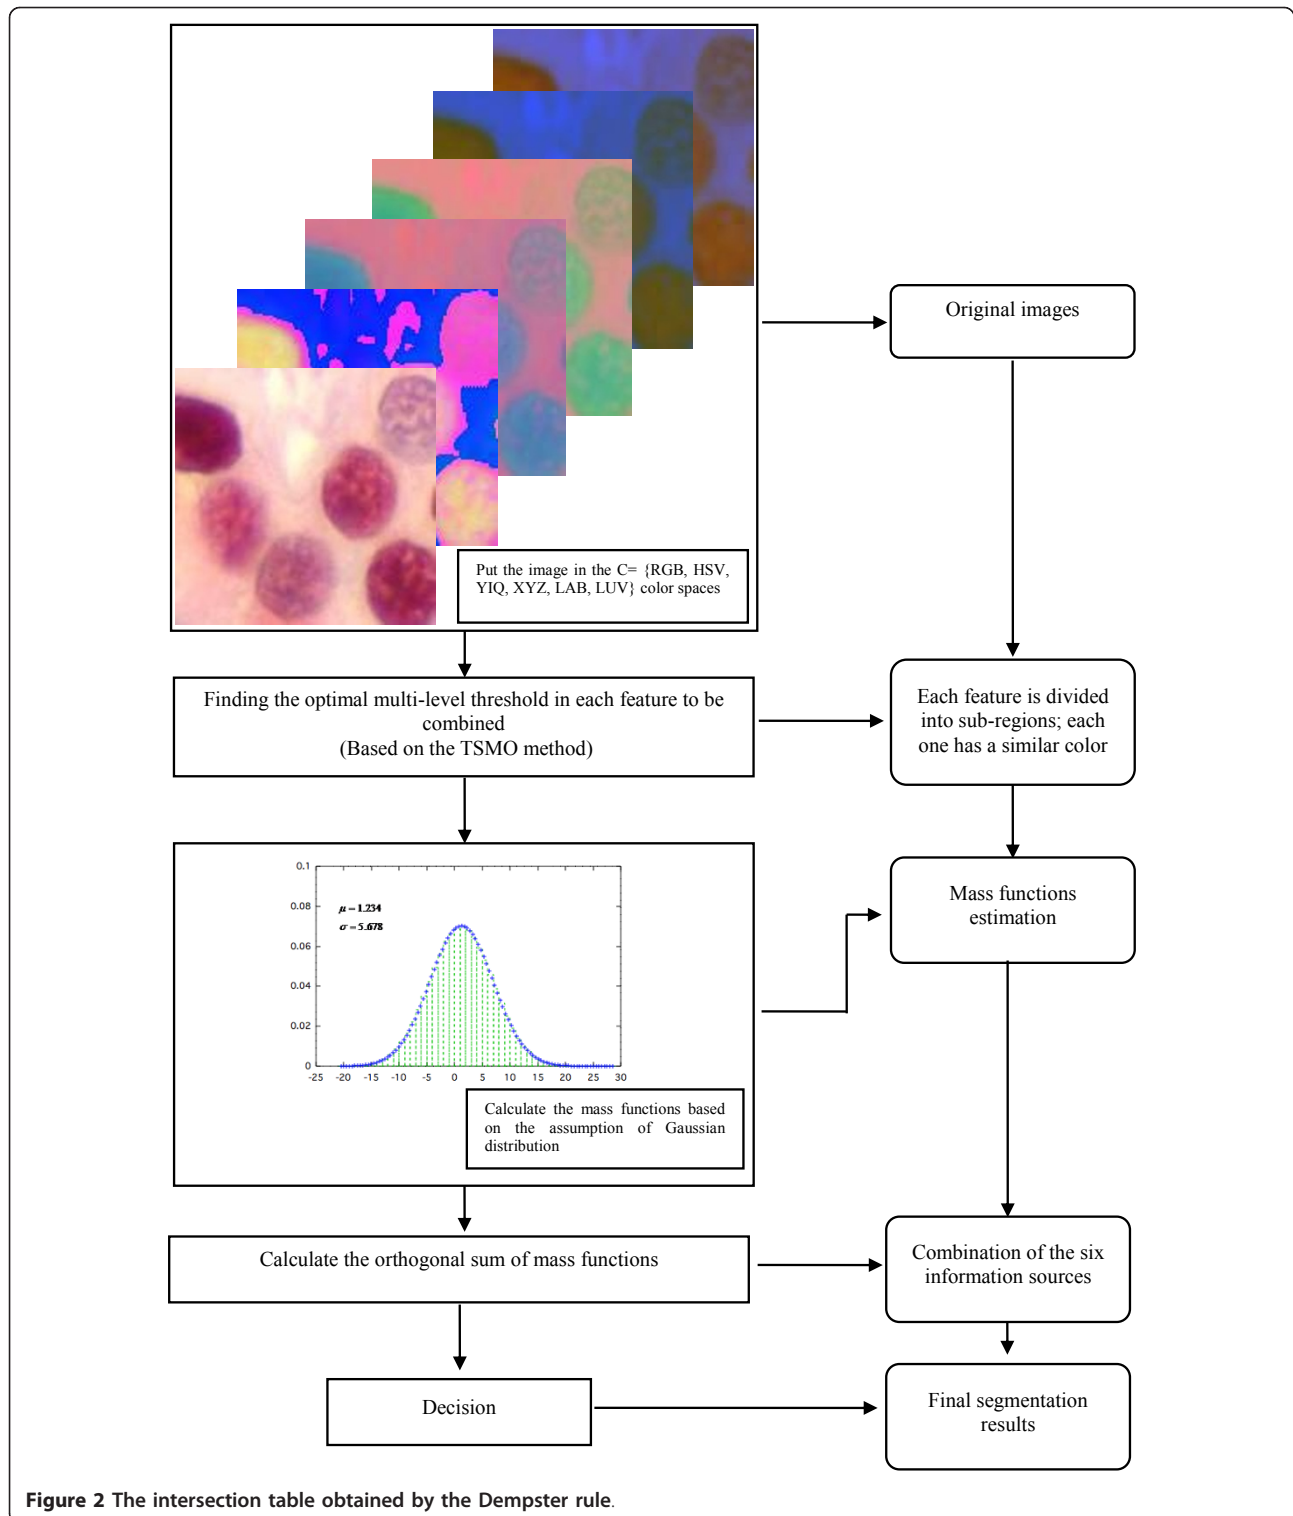 Put the image in the C= {RGB, HSV,
YIQ, XYZ, LAB, LUV} color spaces
Original images
Finding the optimal multi-level threshold in each feature to be
combined
(Based on the TSMO method)
Each feature is divided
into sub-regions; each
one has a similar color
0.1
0.08
0.06
0.04
0.02
0
μ = 1.234
σ = 5.678
-25 -20 -15 -10 -5 0 5 10 15 20 25 30
Calculate the mass functions based
on the assumption of Gaussian
distribution
Mass functions
estimation
Calculate the orthogonal sum of mass functions
Combination of the six
information sources
Decision
Final segmentation
results
Figure 2 The intersection table obtained by the Dempster rule.